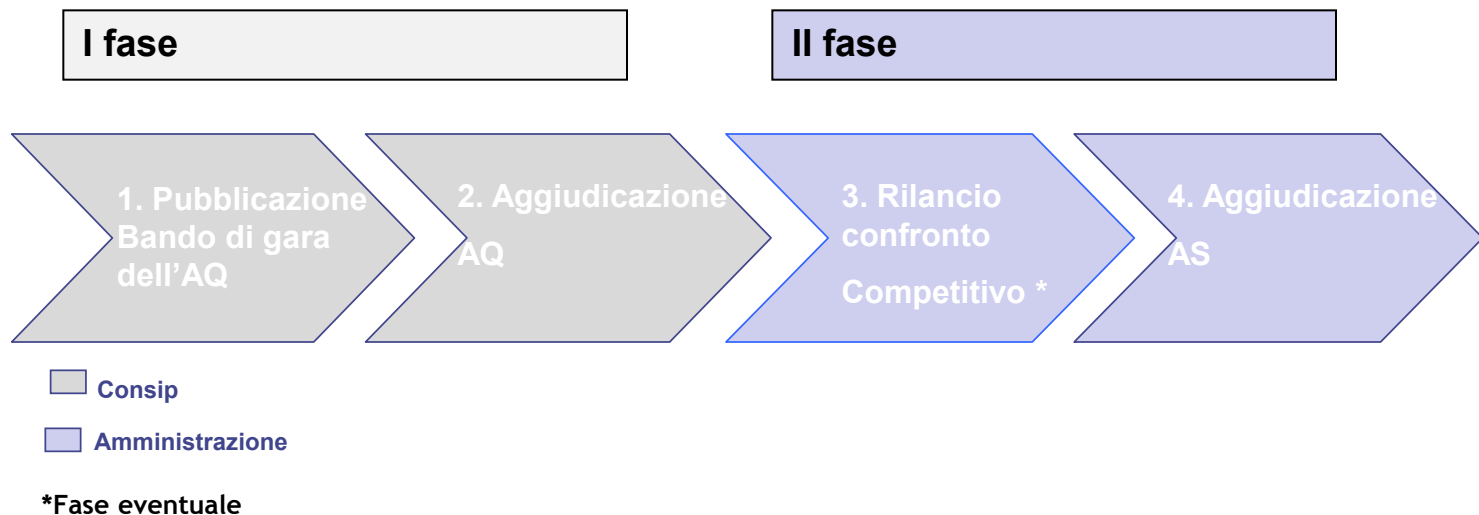 I fase
II fase
1. Pubblicazione
Bando di gara
dell’AQ
2. Aggiudicazione
AQ
3. Rilancio
confronto
Competitivo *
4. Aggiudicazione
AS
Consip
Amministrazione
*Fase eventuale